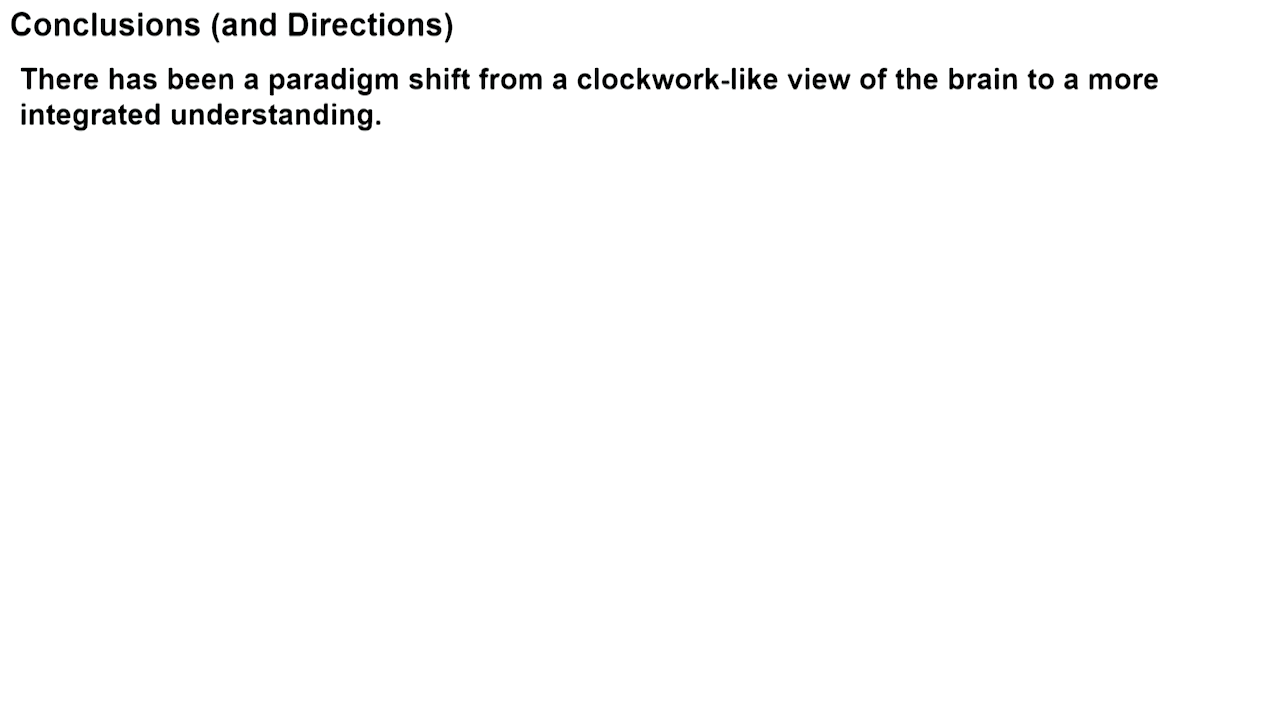 Conclusions (and Directions)
There has been a paradigm shift from a clockwork-like view of the brain to a more
integrated understanding.